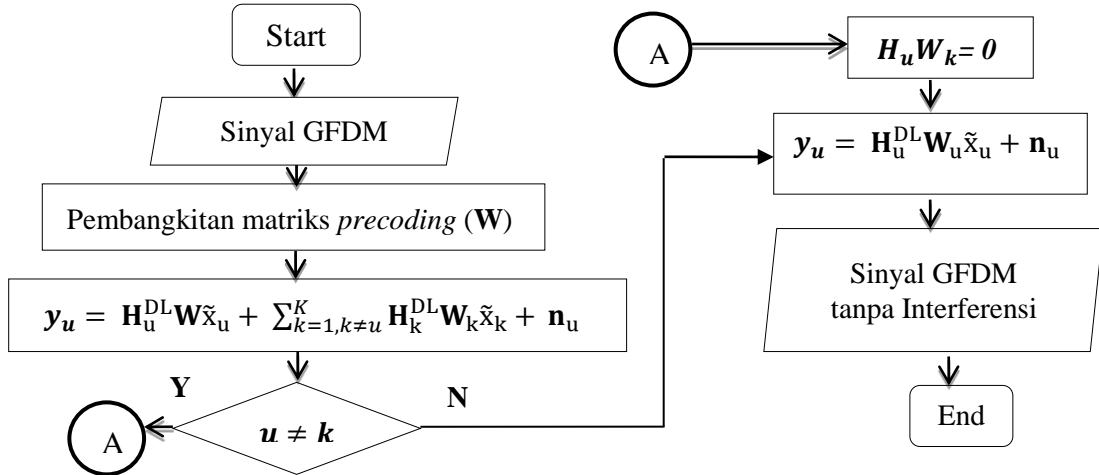 Start
Sinyal GFDM
Pembangkitan matriks precoding (W)
y_u = H_u^DL W x̃_u + ∑_{k=1,k≠u}^K H_k^DL W_k x̃_k + n_u
Y
N
u ≠ k
A
A
H_u W_k = 0
y_u = H_u^DL W_u x̃_u + n_u
Sinyal GFDM
tanpa Interferensi
End